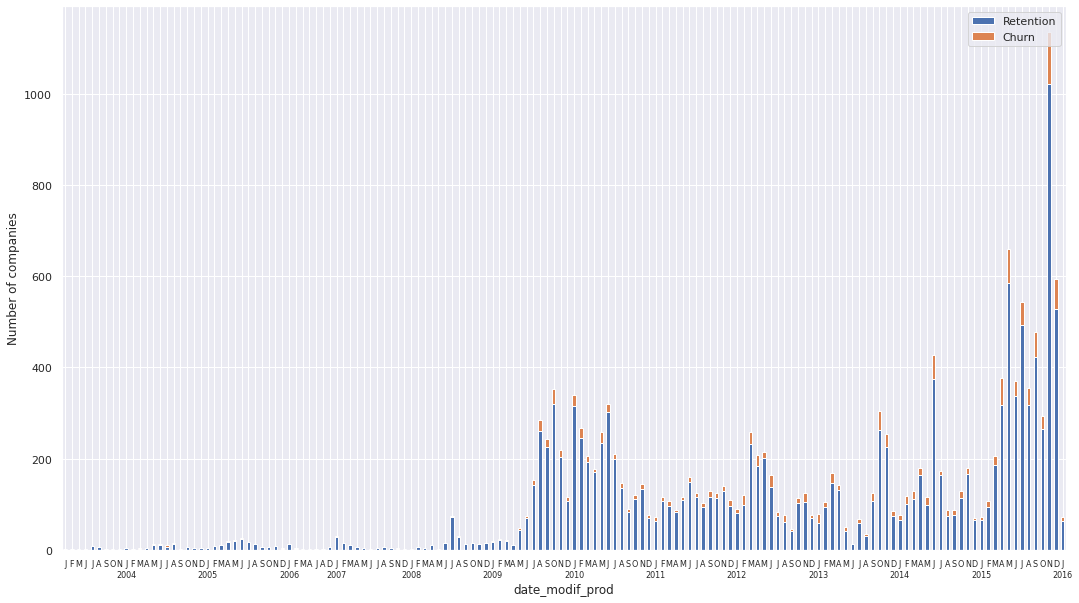 Retention
Churn
Number of companies
1000
800
600
400
200
0
J F M J J A S O N J F M A M J J A S O N D J F M A M J J A S O N D J F M A J A D J F M A M J J A S O N J F M A M J J A S O N D J F M A M J J A S O N D J F M A M J J A S O N D J F M A M J J A S O N D J F M A M J J A S O N D J F M A M J J A S O N D J F M A M J J A S O N D J F M A M J J A S O N D J
2004 2005 2006 2007 2008 2009 2010 2011 2012 2013 2014 2015 2016
date_modif_prod